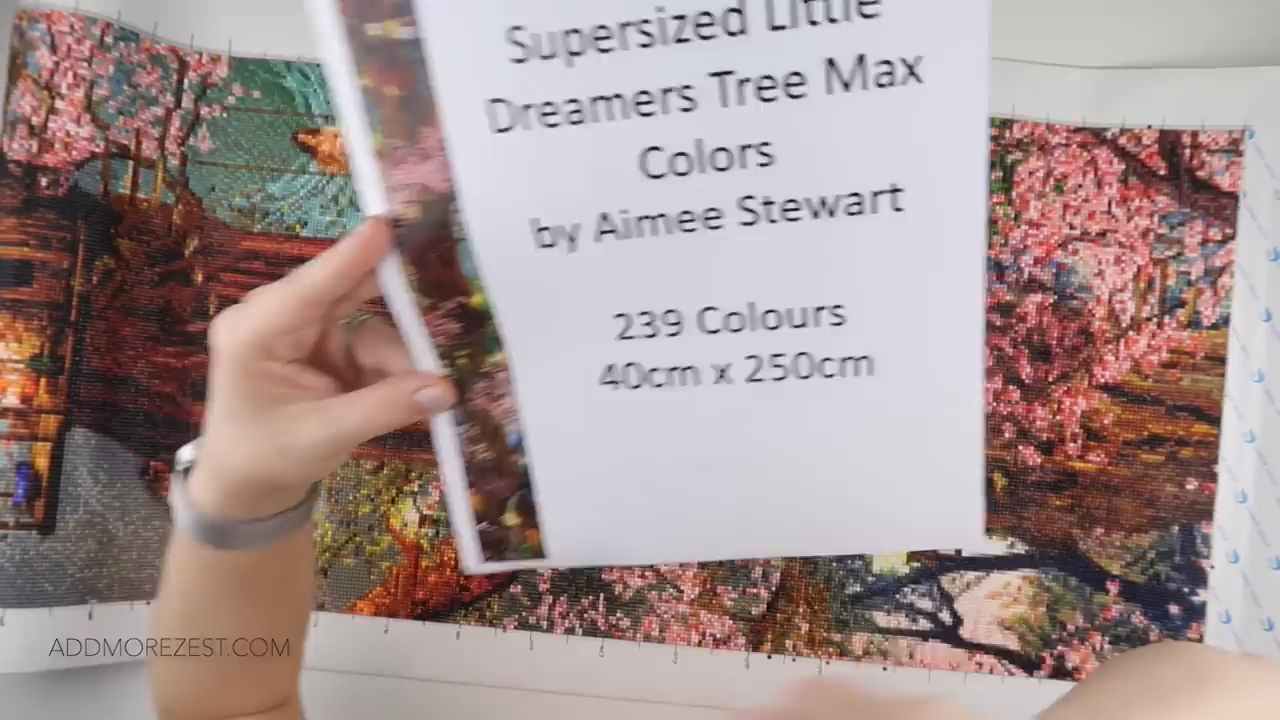 Supersized Little
Dreamers Tree Max
Colors
by Aimee Stewart
239 Colours
40cm x 250cm
ADDMOREZEST.COM